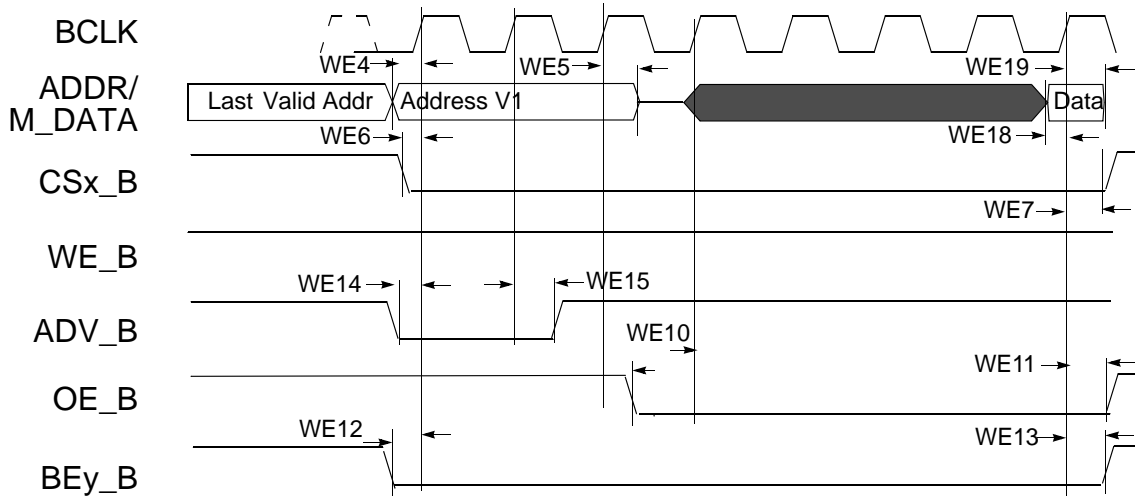 BCLK
WE4
WE5
WE19
ADDR/
M_DATA
Last Valid Addr
Address V1
Data
WE6
WE18
CSx_B
WE7
WE_B
WE14
WE15
ADV_B
WE10
WE11
OE_B
WE12
WE13
BEy_B